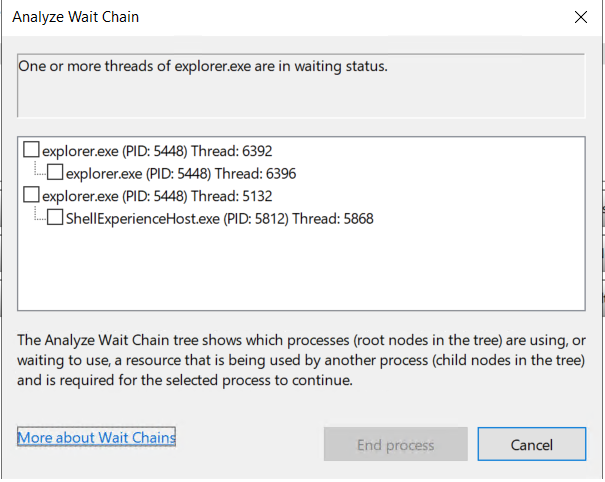 Analyze Wait Chain
One or more threads of explorer.exe are in waiting status.
explorer.exe (PID: 5448) Thread: 6392
explorer.exe (PID: 5448) Thread: 6396
explorer.exe (PID: 5448) Thread: 5132
ShellExperienceHost.exe (PID: 5812) Thread: 5868
The Analyze Wait Chain tree shows which processes (root nodes in the tree) are using, or
waiting to use, a resource that is being used by another process (child nodes in the tree)
and is required for the selected process to continue.
More about Wait Chains
End process
Cancel